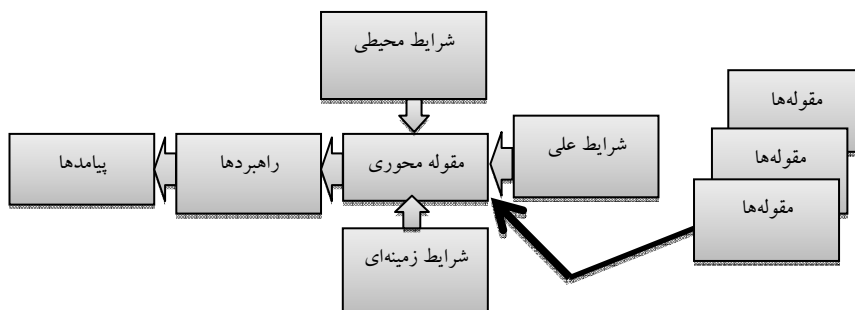 شرایط محیطی
مقوله‌ها
مقوله‌ها
مقوله‌ها
شرایط علی
مقوله محوری
راهبردها
پیامدها
شرایط زمینه‌ای